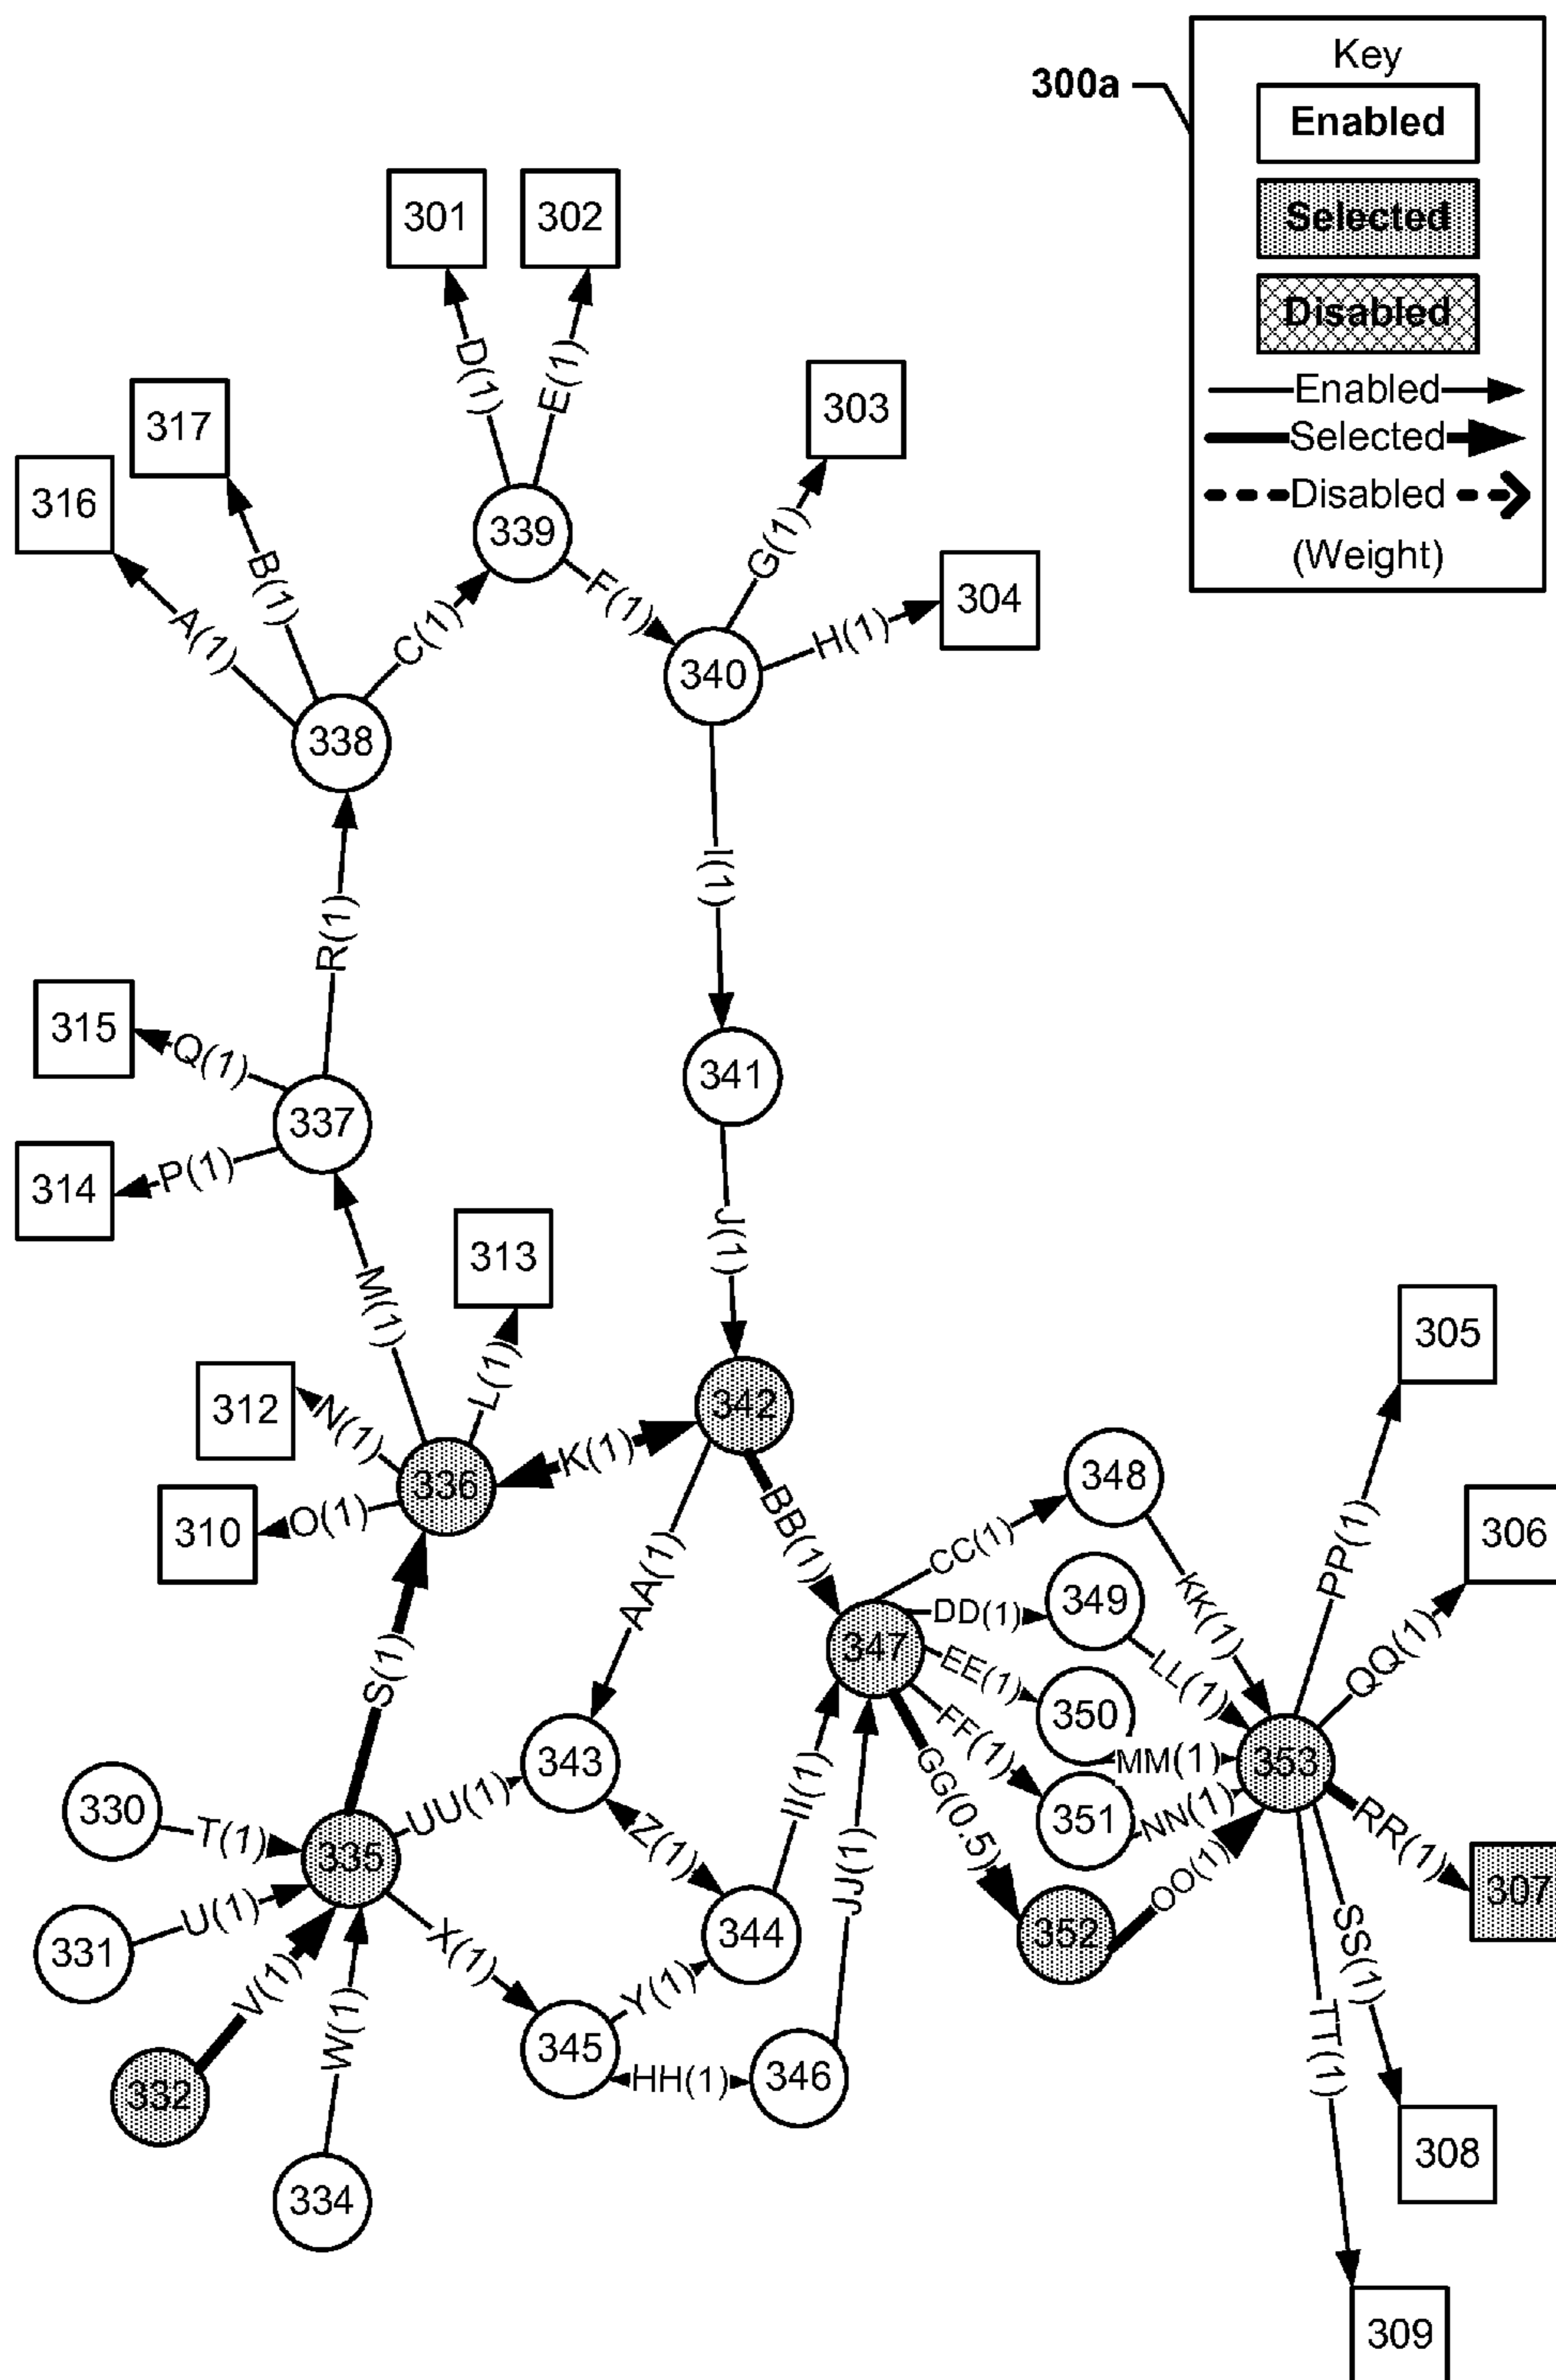 Key
300a
Enabled
Selected
Disabled
Enabled
Selected
Disabled
(Weight)
301
302
D(1)
E(1)
303
317
316
G(1)
339
B(1)
F(1)
304
A(1)
C(1)
H(1)
340
338
I(1)
R(1)
315
Q(1)
341
337
P(1)
314
J(1)
313
M(1)
305
L(1)
312
N(1)
342
K(1)
348
336
310
O(1)
BB(1)
306
CC(1)
PP(1)
AA(1)
KK(1)
349
DD(1)
347
QQ(1)
S(1)
EE(1)
LL(1)
350
FF(1)
343
MM(1)
353
II(1)
330
UU(1)
GG(0.5)
351
NN(1)
RR(1)
T(1)
Z(1)
335
JJ(1)
OO(1)
307
U(1)
331
X(1)
344
352
SS(1)
V(1)
Y(1)
W(1)
TT(1)
345
HH(1)
346
332
308
334
309